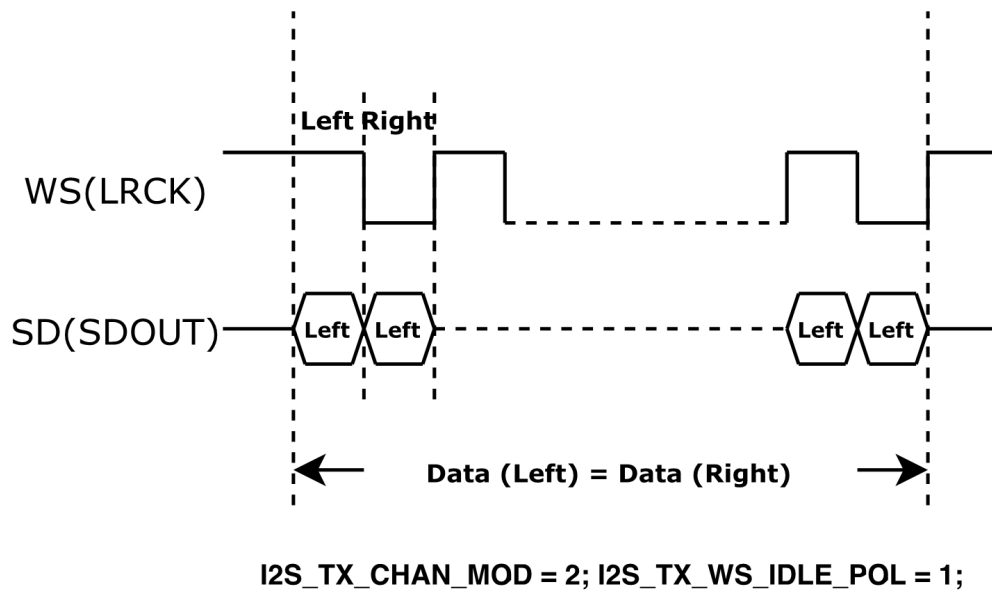 Left Right
WS(LRCK)
SD(SDOUT) Left Left Left Left
Data (Left) = Data (Right)
I2S_TX_CHAN_MOD = 2; I2S_TX_WS_IDLE_POL = 1;